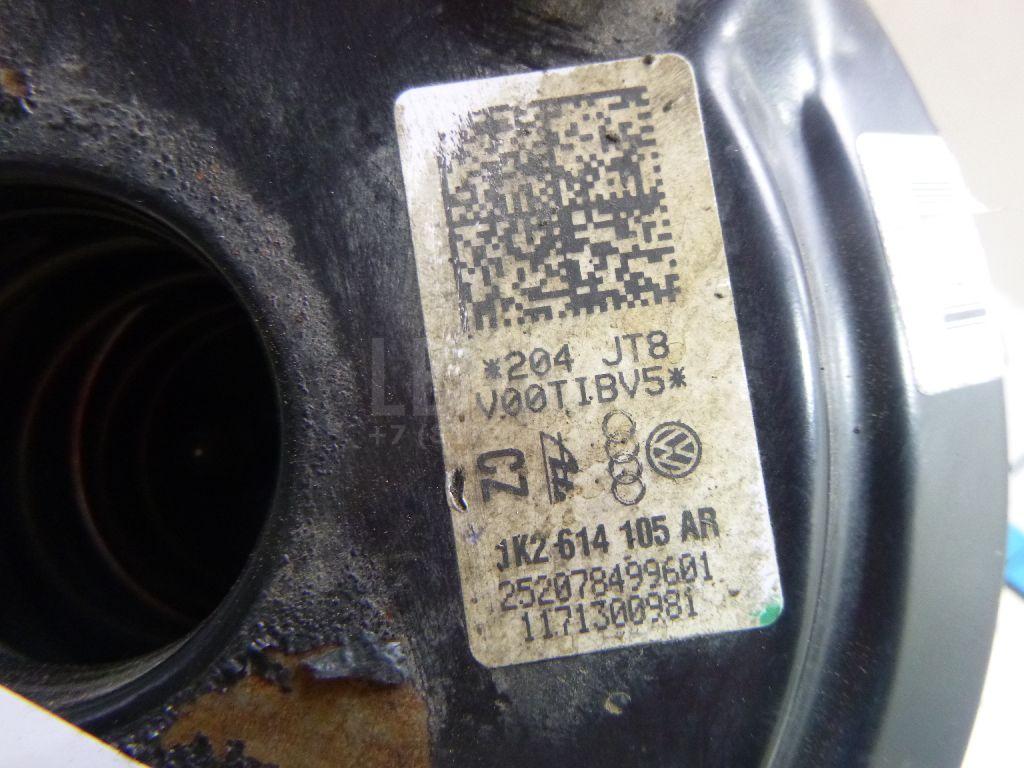 *204 JT8
V00TIBV5*
CZ
1K2 614 105 AR
252078499601
1171300981